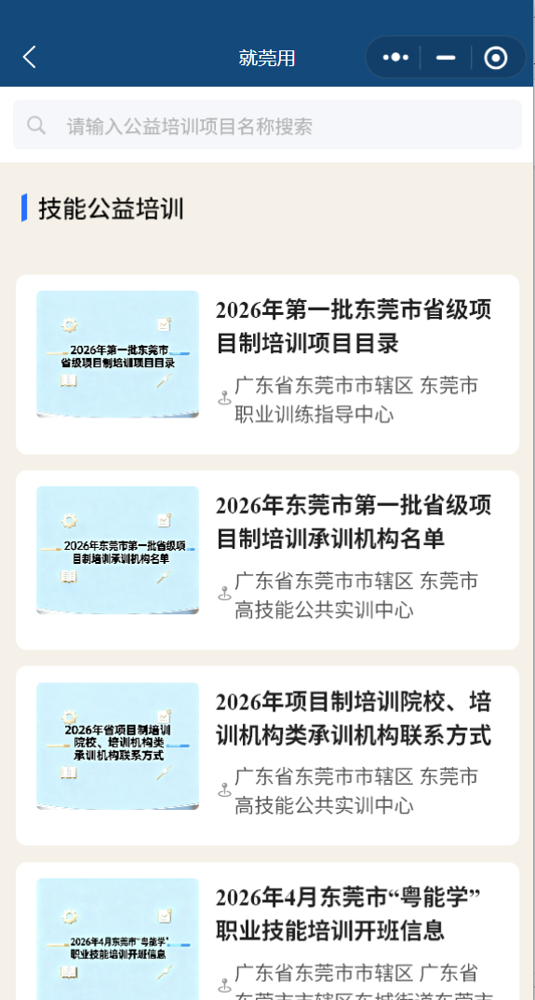 就莞用
请输入公益培训项目名称搜索
技能公益培训
2026年第一批东莞市
省级项目制培训项目目录
2026年第一批东莞市省级项
目制培训项目目录
广东省东莞市市辖区 东莞市
职业训练指导中心
2026年东莞市第一批省级项
目制培训承训机构名单
2026年东莞市第一批省级项
目制培训承训机构名单
广东省东莞市市辖区 东莞市
高技能公共实训中心
2026年省项目制培训
院校、培训机构类
承训机构联系方式
2026年项目制培训院校、培
训机构类承训机构联系方式
广东省东莞市市辖区 东莞市
高技能公共实训中心
2026年4月东莞市“粤能学”
职业技能培训开班信息
2026年4月东莞市“粤能学”
职业技能培训开班信息
广东省东莞市市辖区 广东省
东莞市市辖区东城街道东莞市